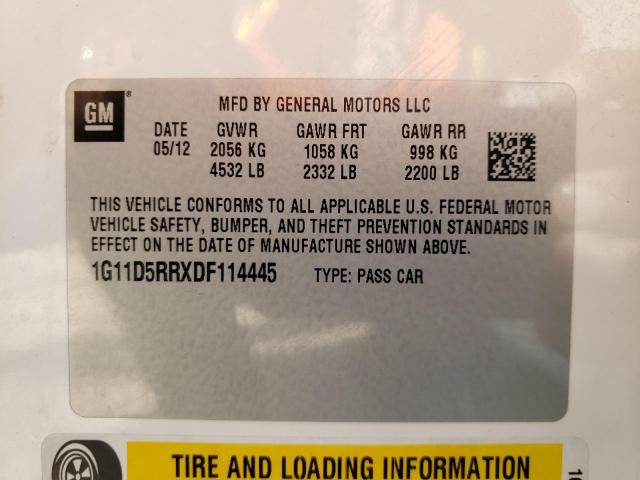 GM® MFD BY GENERAL MOTORS LLC
DATE GVWR GAWR FRT GAWR RR
05/12 2056 KG 1058 KG 998 KG
4532 LB 2332 LB 2200 LB
THIS VEHICLE CONFORMS TO ALL APPLICABLE U.S. FEDERAL MOTOR
VEHICLE SAFETY, BUMPER, AND THEFT PREVENTION STANDARDS IN
EFFECT ON THE DATE OF MANUFACTURE SHOWN ABOVE.
1G11D5RRXDF114445 TYPE: PASS CAR
TIRE AND LOADING INFORMATION